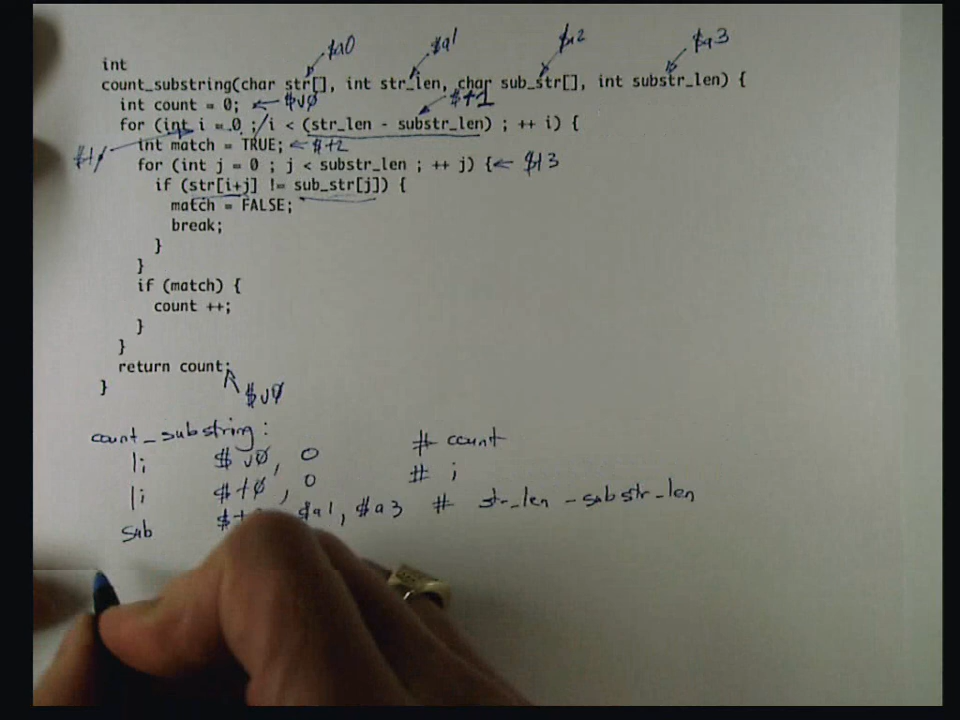 $a0 $a1 $a2 $a3
int
count_substring(char str[], int str_len, char sub_str[], int substr_len) {
int count = 0; $v0 $t1
for (int i = 0 ; i < (str_len - substr_len) ; ++ i) {
$t0 int match = TRUE; $t2
for (int j = 0 ; j < substr_len ; ++ j) { $t3
if (str[i+j] != sub_str[j]) {
match = FALSE;
break;
}
}
if (match) {
count ++;
}
}
return count;
} $v0
count_substring:
li $v0, 0 # count
li $t0, 0 # i
sub $a1, $a3 # str_len - substr_len